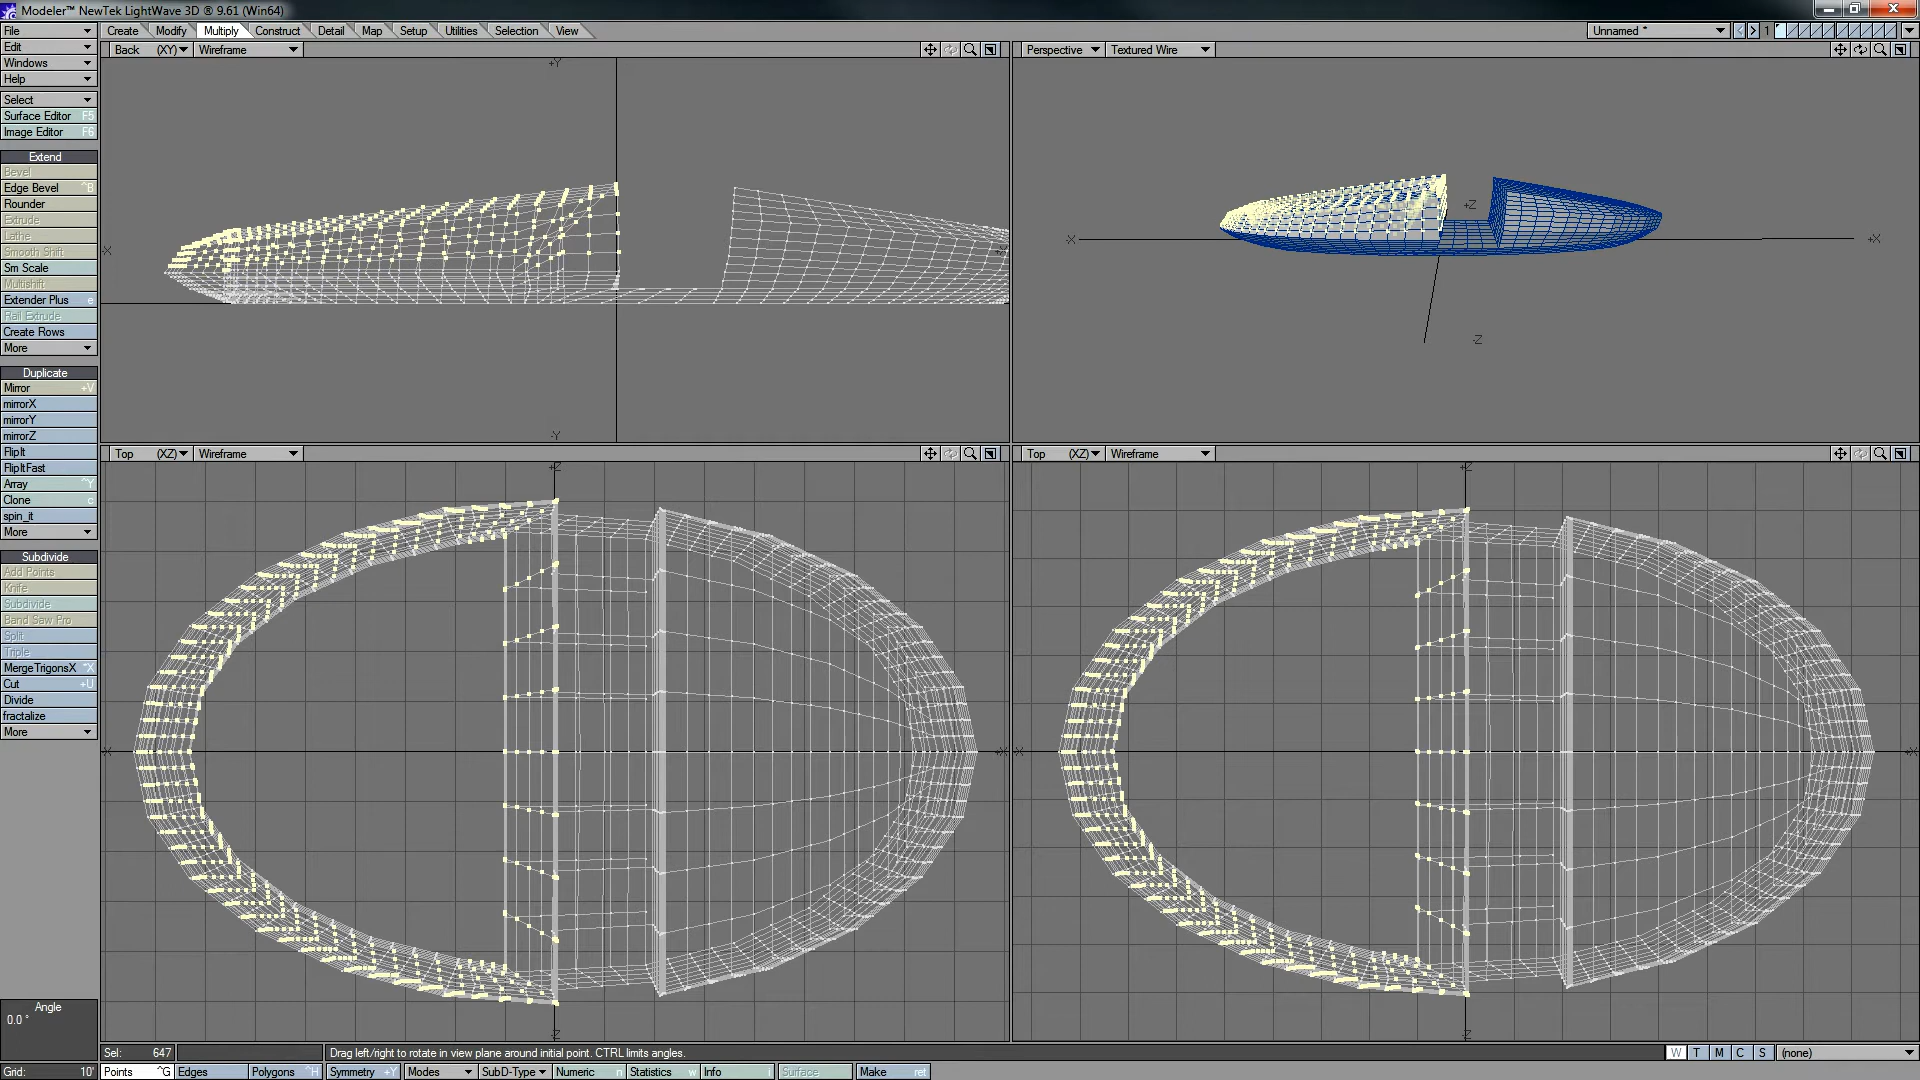 Modeler™ NewTek LightWave 3D ® 9.61 (Win64)
File Create Modify Multiply Construct Detail Map Setup Utilities Selection View Unnamed * < > 1
Edit
Back (XY) Wireframe
Perspective Textured Wire
Windows
Help
Select
Surface Editor F5
Image Editor F6
Extend
Bevel
Edge Bevel ^B
Rounder
Extrude
Lathe
Smooth Shift
Sm Scale
Multishift
Extender Plus e
Rail Extrude
Create Rows
More
Duplicate
Mirror +V
mirrorX
mirrorY
mirrorZ
FlipIt
FlipItFast
Array ^Y
Clone c
spin_it
More
Subdivide
Add Points
Knife
Subdivide
Band Saw Pro
Split
Triple
MergeTrigonsX ^X
Cut +U
Divide
fractalize
More
Angle
0.0 °
+Y
X
-Y
+Z
X
+X
-Z
Top (XZ) Wireframe
Top (XZ) Wireframe
+Z
X
+X
-Z
+Z
X
+X
Sel: 647 Drag left/right to rotate in view plane around initial point. CTRL limits angles. W T M C S (none)
Grid: 10' Points ^G Edges Polygons ^H Symmetry +Y Modes SubD-Type Numeric n Statistics w Info i Surface Make ret